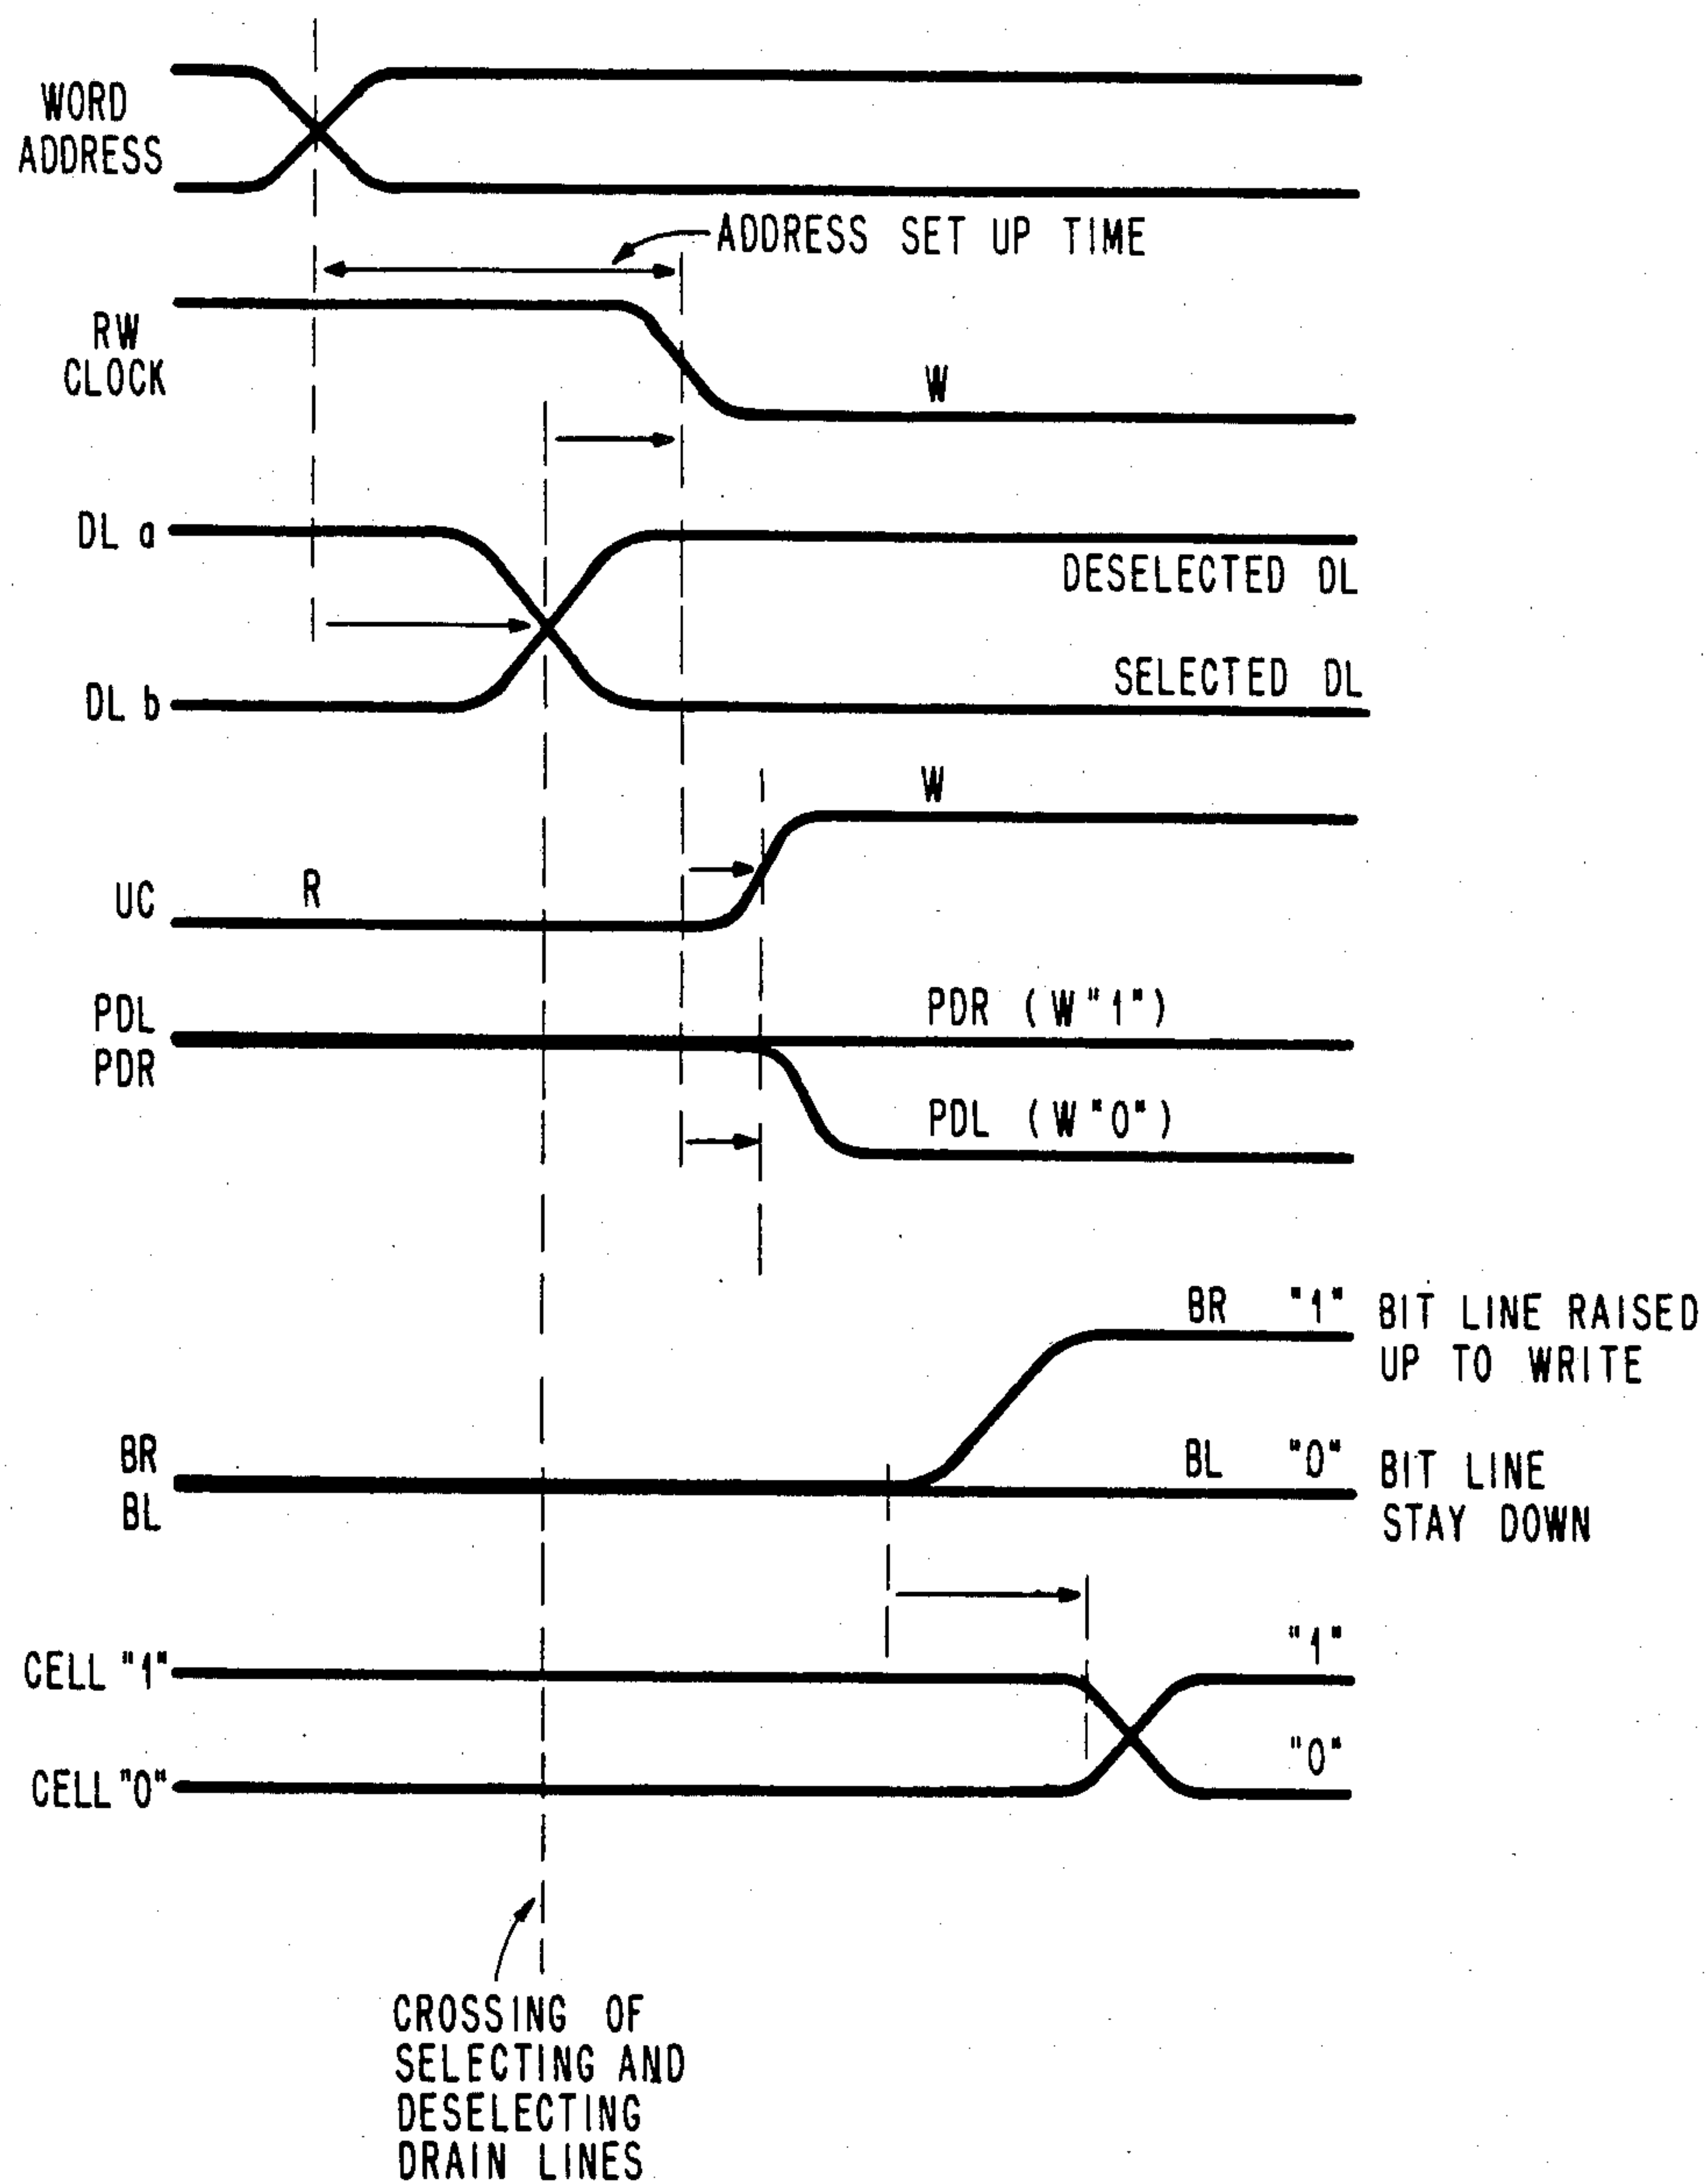 WORD
ADDRESS
ADDRESS SET UP TIME
RW
CLOCK
W
DL a
DESELECTED DL
SELECTED DL
DL b
W
R
UC
PDL
PDR
PDR (W"1")
PDL (W"0")
BR "1" BIT LINE RAISED
UP TO WRITE
BR
BL
BL "0" BIT LINE
STAY DOWN
CELL "1"
"1"
CELL "0"
"0"
CROSSING OF
SELECTING AND
DESELECTING
DRAIN LINES